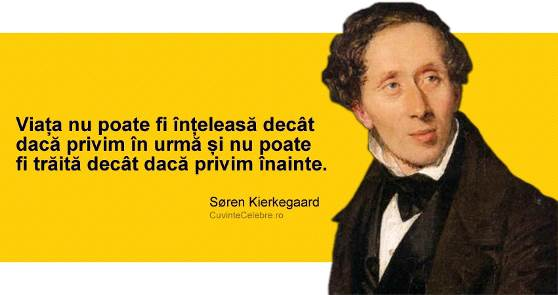 Viața nu poate fi înțeleasă decât
dacă privim în urmă și nu poate
fi trăită decât dacă privim înainte.
Søren Kierkegaard
CuvinteCelebre.ro